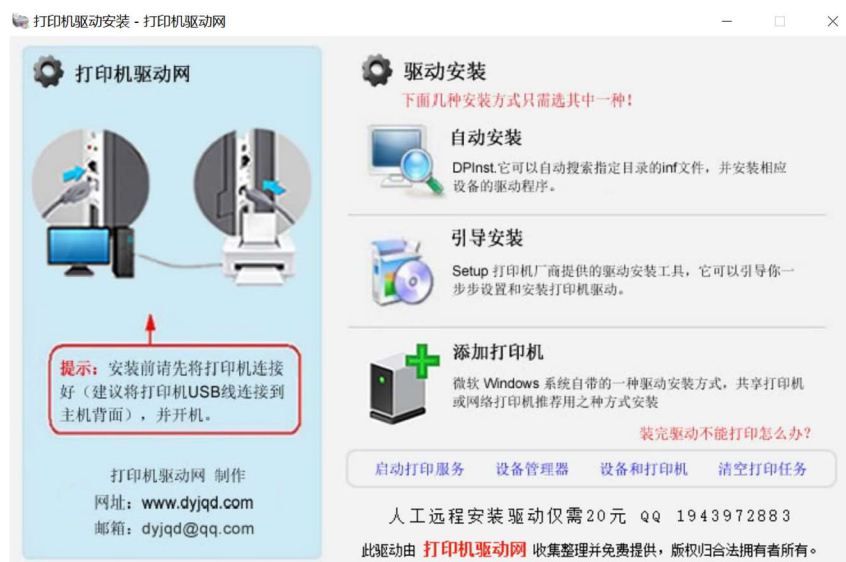 打印机驱动安装 - 打印机驱动网
打印机驱动网
提示：安装前请先将打印机连接
好（建议将打印机USB线连接到
主机背面），并开机。
打印机驱动网 制作
网址：www.dyjqd.com
邮箱：dyjqd@qq.com
驱动安装
下面几种安装方式只需选其中一种！
自动安装
DPInst.它可以自动搜索指定目录的inf文件，并安装相应
设备的驱动程序。
引导安装
Setup 打印机厂商提供的驱动安装工具，它可以引导你一
步步设置和安装打印机驱动。
添加打印机
微软 Windows 系统自带的一种驱动安装方式，共享打印机
或网络打印机推荐用之种方式安装
装完驱动不能打印怎么办？
启动打印服务 设备管理器 设备和打印机 清空打印任务
人工远程安装驱动仅需20元 QQ 1943972883
此驱动由 打印机驱动网 收集整理并免费提供，版权归合法拥有者所有。